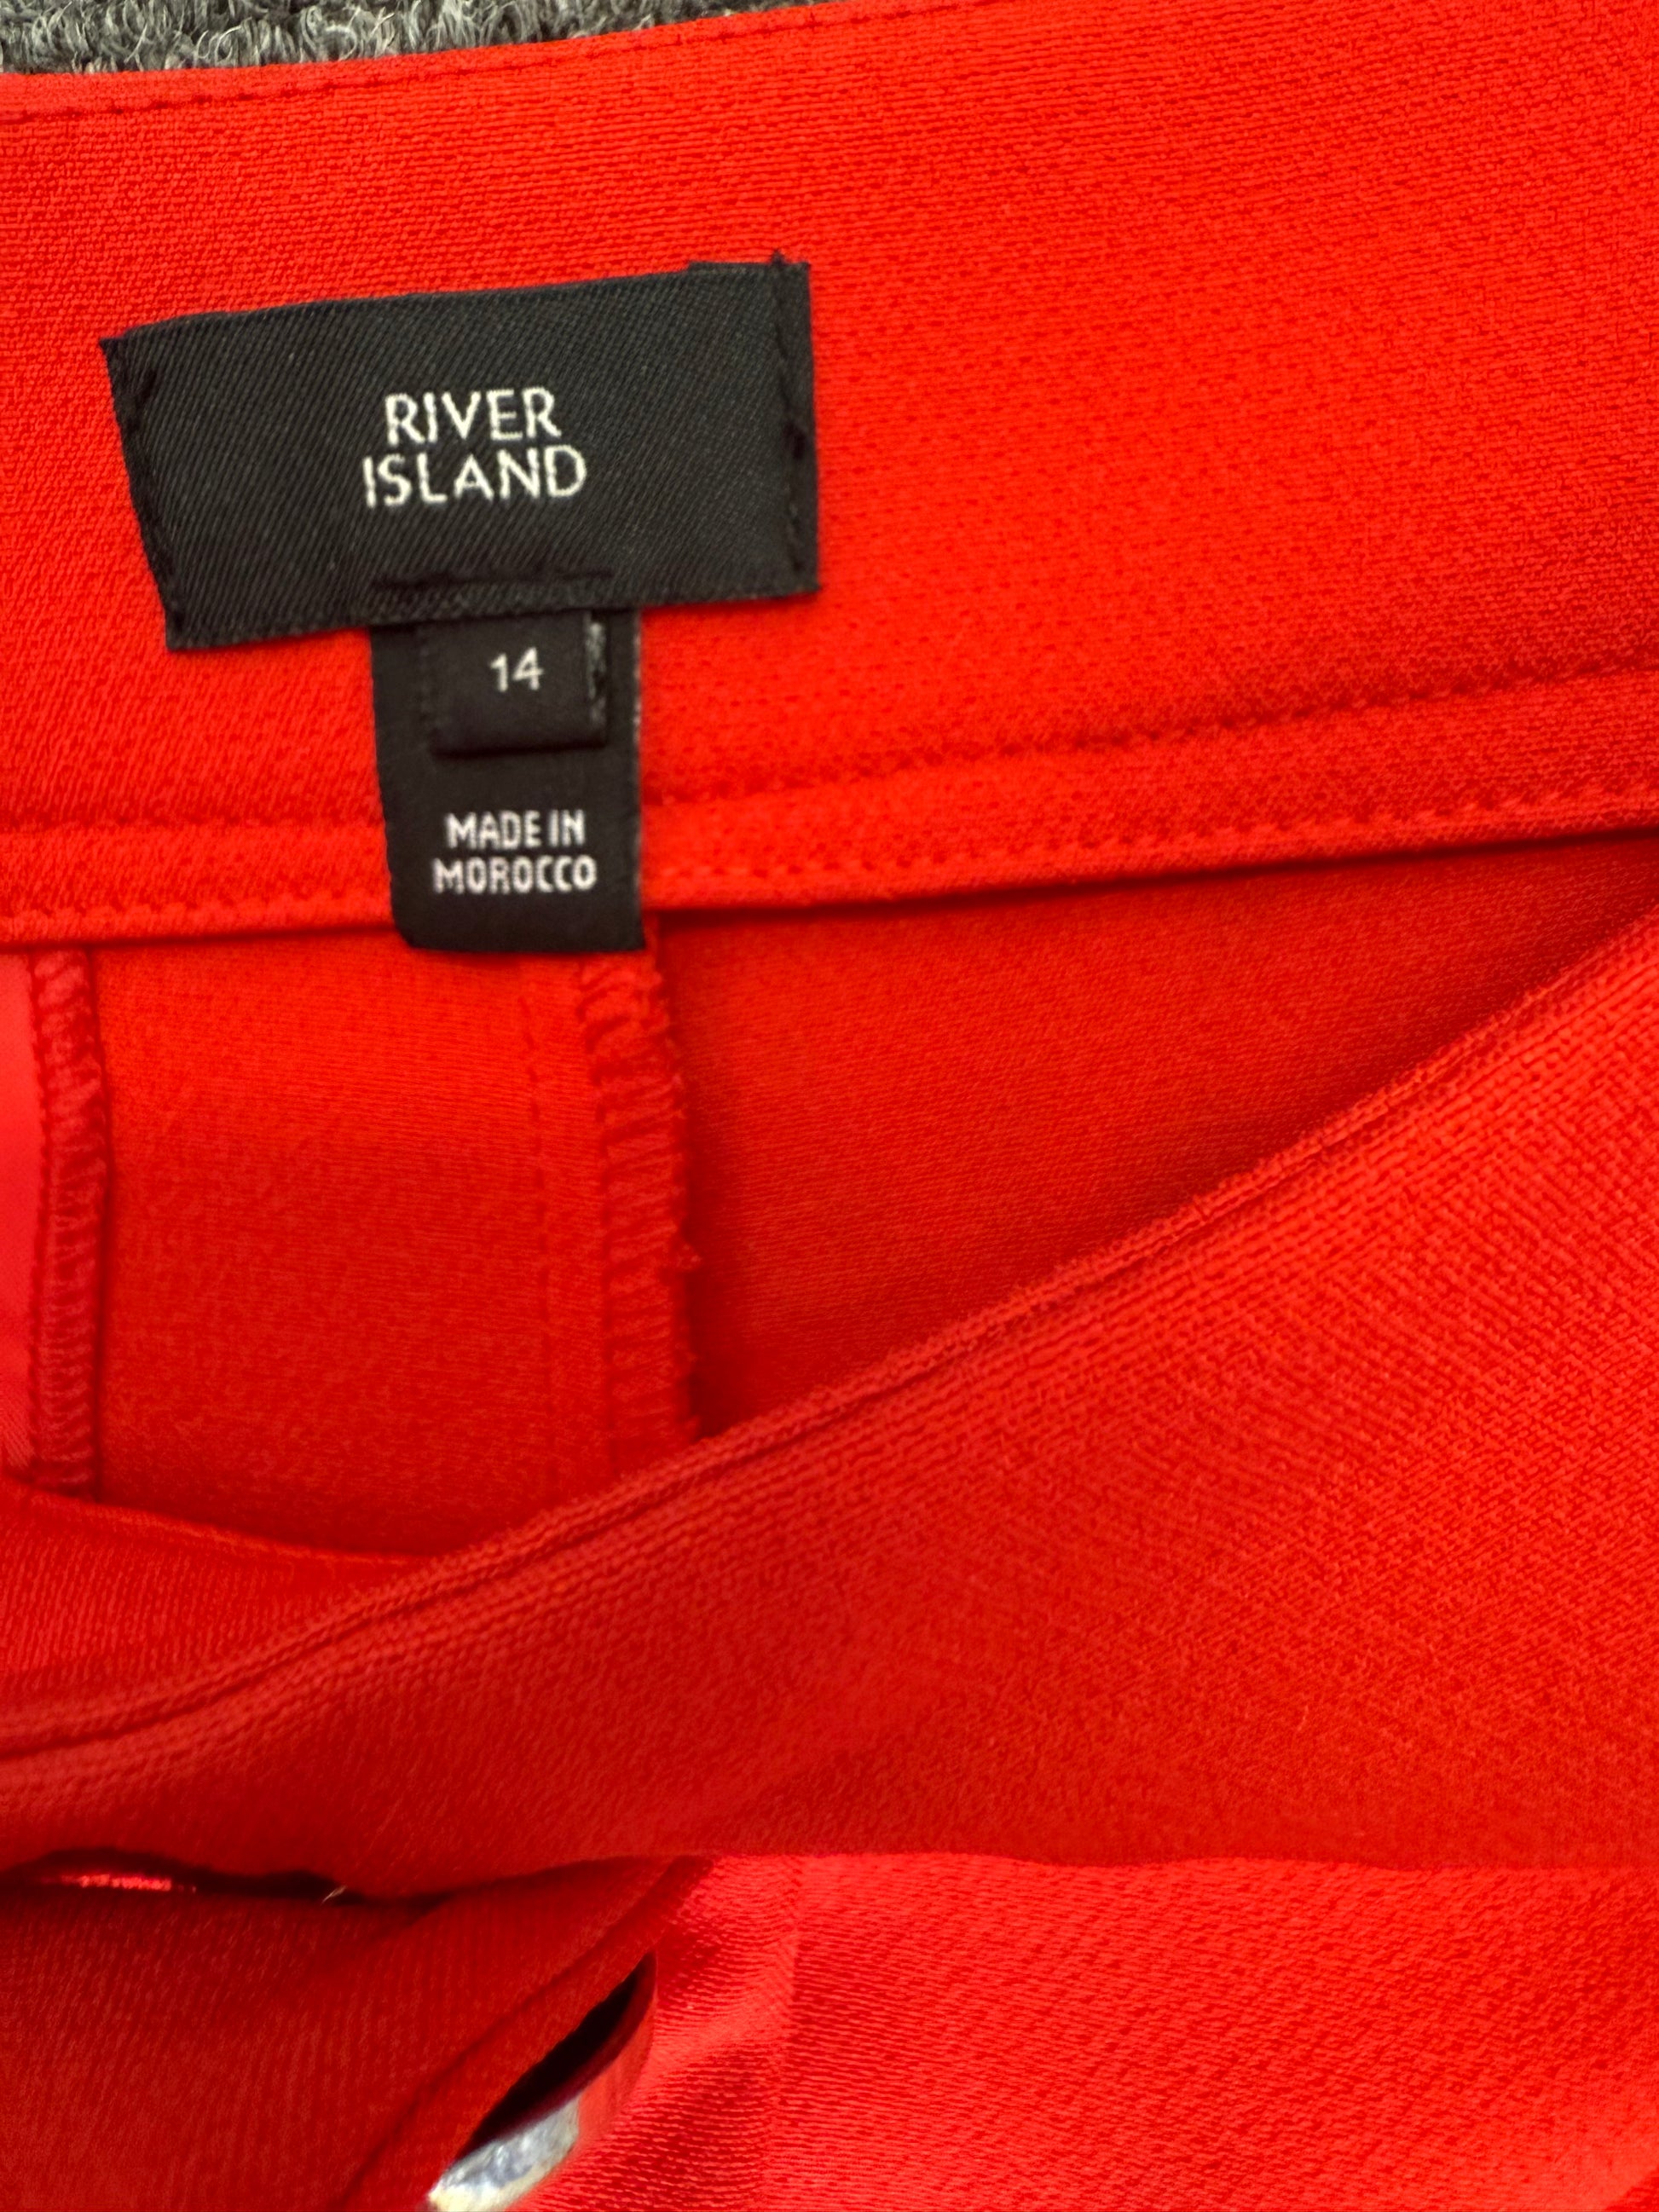 RIVER
ISLAND
14
MADE IN
MOROCCO